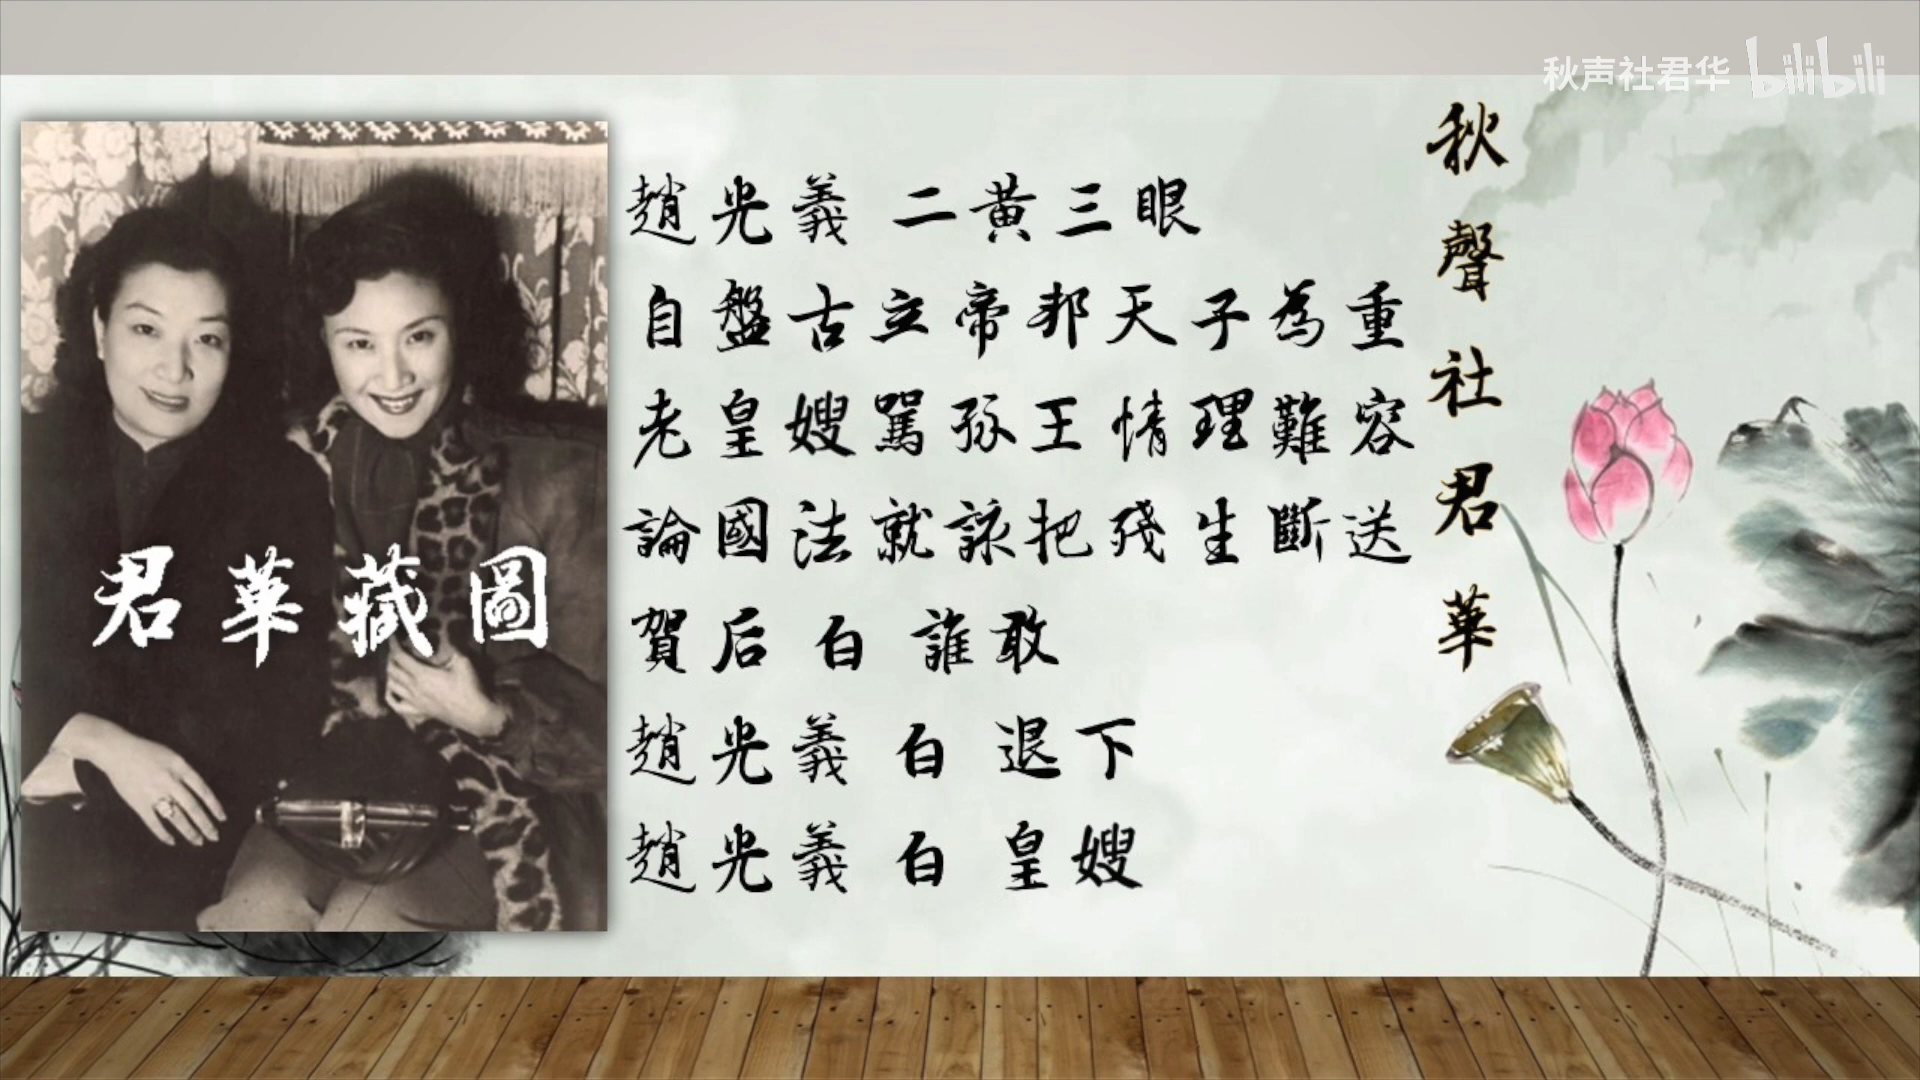 秋声社君华 bilibili
趙光義 二黄三眼
自盤古立帝邦天子為重
老皇嫂駡孤王情理難容
論國法就該把殘生斷送
賀后 白 誰敢
趙光義 白 退下
趙光義 白 皇嫂
秋聲社君華
君華藏圖